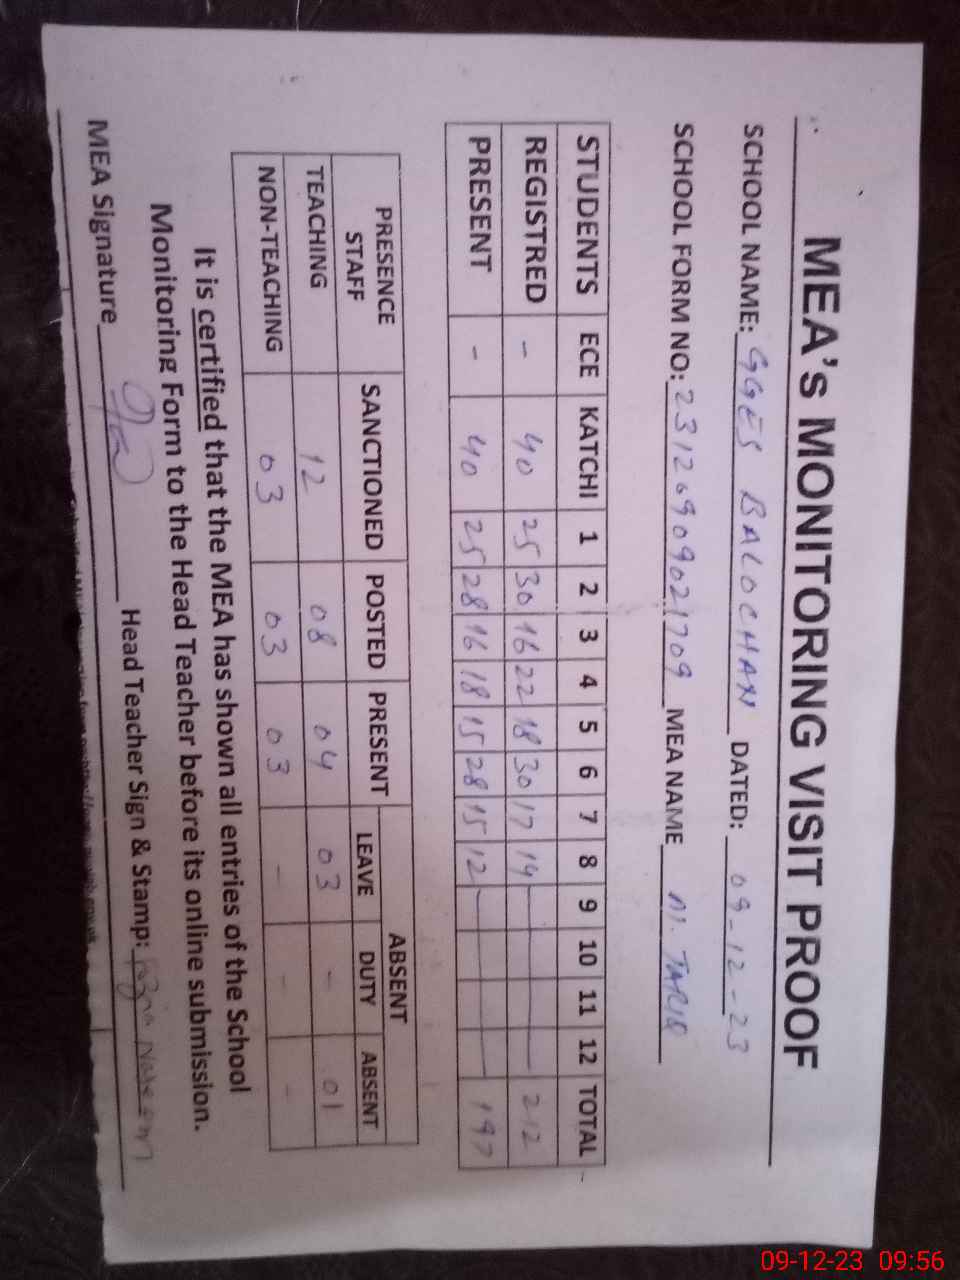 MEA's MONITORING VISIT PROOF
SCHOOL NAME: GGES BALOCHAN DATED: 09-12-23
SCHOOL FORM NO: 23126909021709 MEA NAME M. TARIQ
STUDENTS ECE KATCHI 1 2 3 4 5 6 7 8 9 10 11 12 TOTAL
REGISTRED - 40 25 30 16 22 18 30 17 14 212
PRESENT - 40 25 28 16 18 15 28 15 12 197
PRESENCE STAFF SANCTIONED POSTED PRESENT ABSENT
LEAVE DUTY ABSENT
TEACHING 12 08 04 03 - 01
NON-TEACHING 03 03 03 - - -
It is certified that the MEA has shown all entries of the School
Monitoring Form to the Head Teacher before its online submission.
MEA Signature Head Teacher Sign & Stamp:
09-12-23 09:56